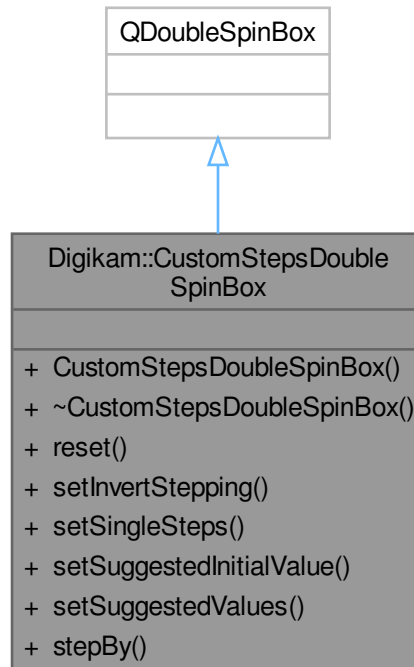 QDoubleSpinBox
Digikam::CustomStepsDouble
SpinBox
+ CustomStepsDoubleSpinBox()
+ ~CustomStepsDoubleSpinBox()
+ reset()
+ setInvertStepping()
+ setSingleSteps()
+ setSuggestedInitialValue()
+ setSuggestedValues()
+ stepBy()